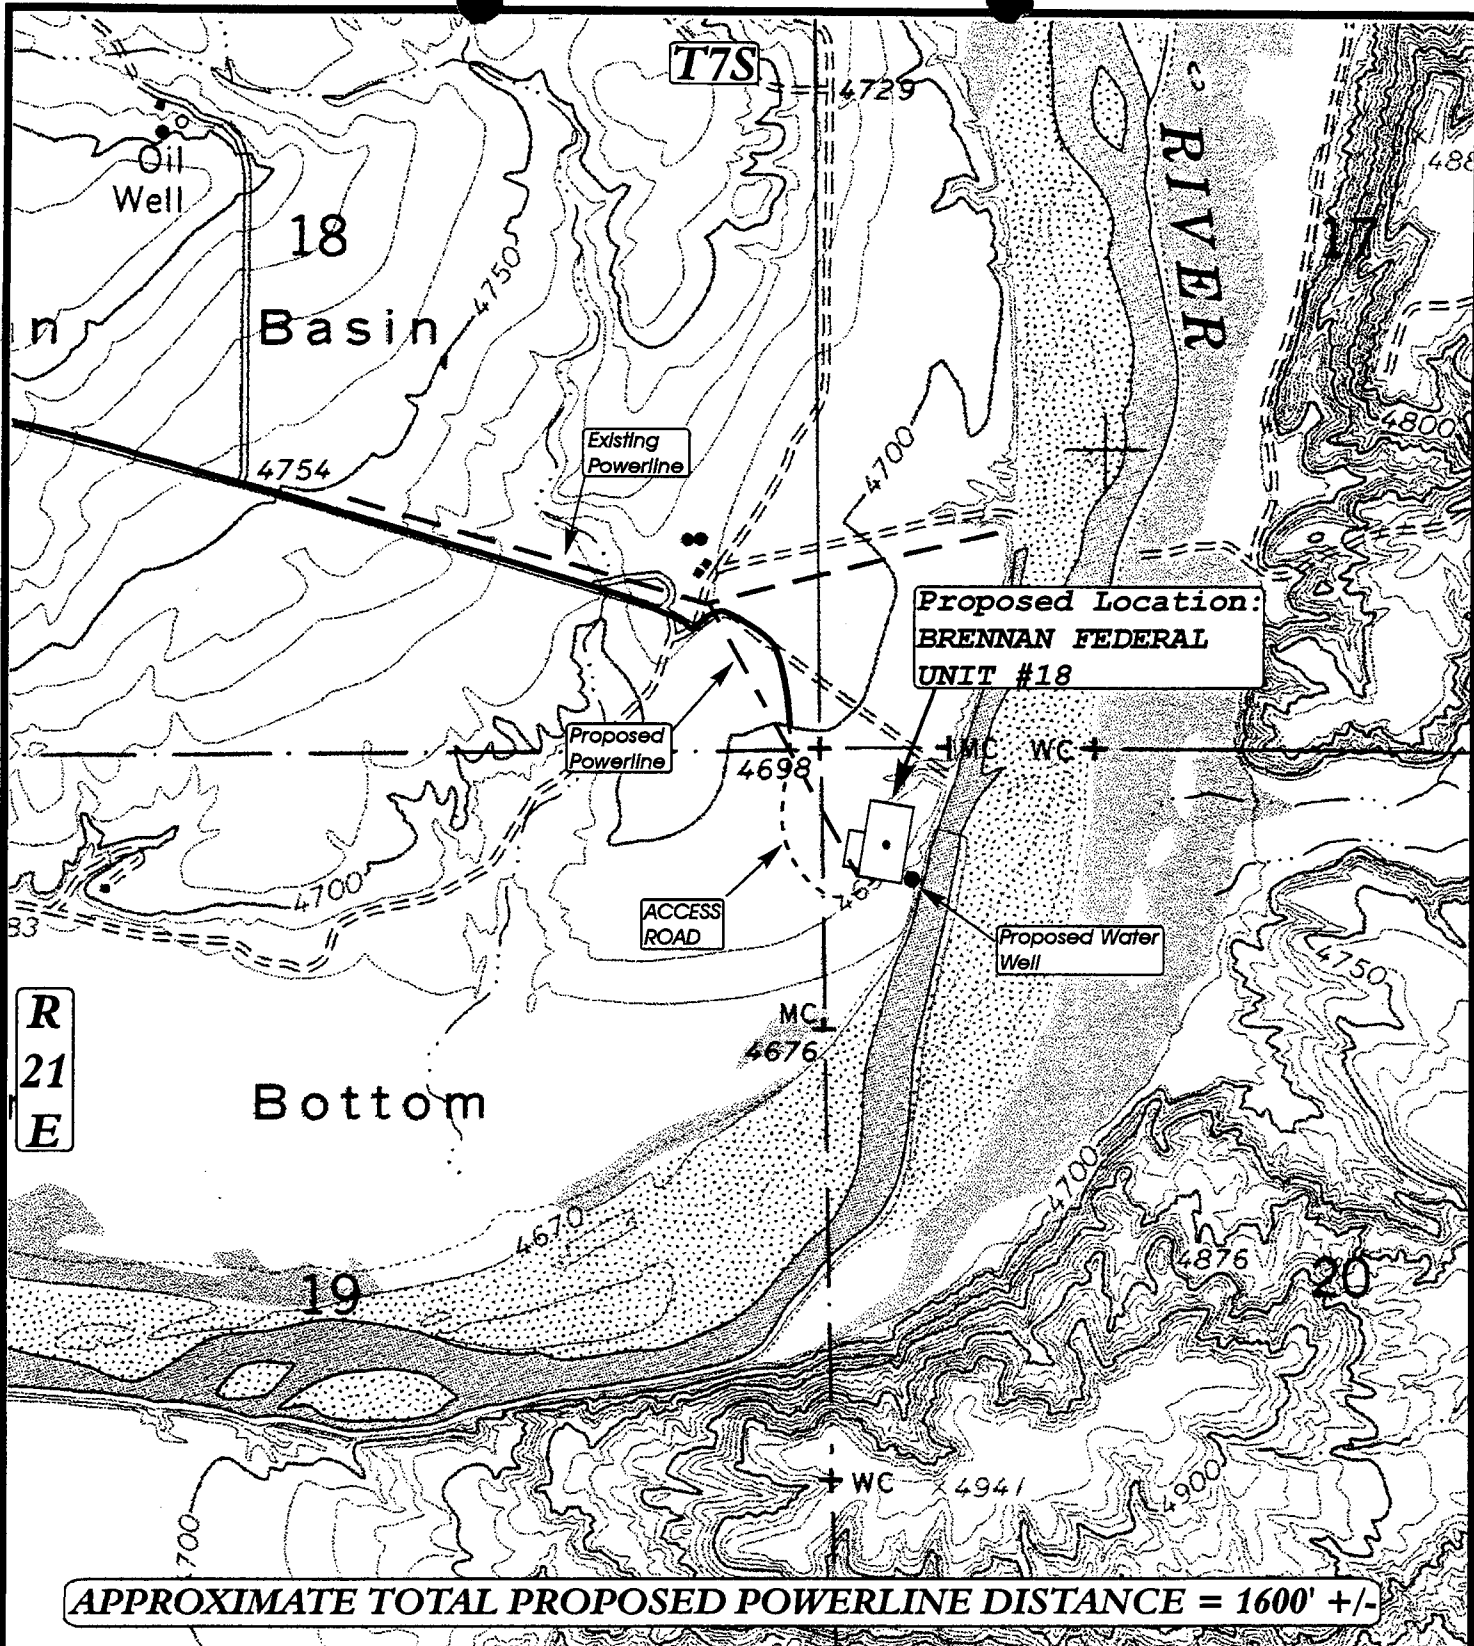 T7S
4729
RIVER
488
Oil
Well
18
17
4750
n
Basin
4800
4700
Existing
Powerline
4754
Proposed Location:
BRENNAN FEDERAL
UNIT #18
Proposed
Powerline
4698
MC
WC
4700
83
ACCESS
ROAD
Proposed Water
Well
4750
R
21
E
MC
4676
Bottom
4700
4670
4876
19
20
WC
4941
4900
700
APPROXIMATE TOTAL PROPOSED POWERLINE DISTANCE = 1600' +/-